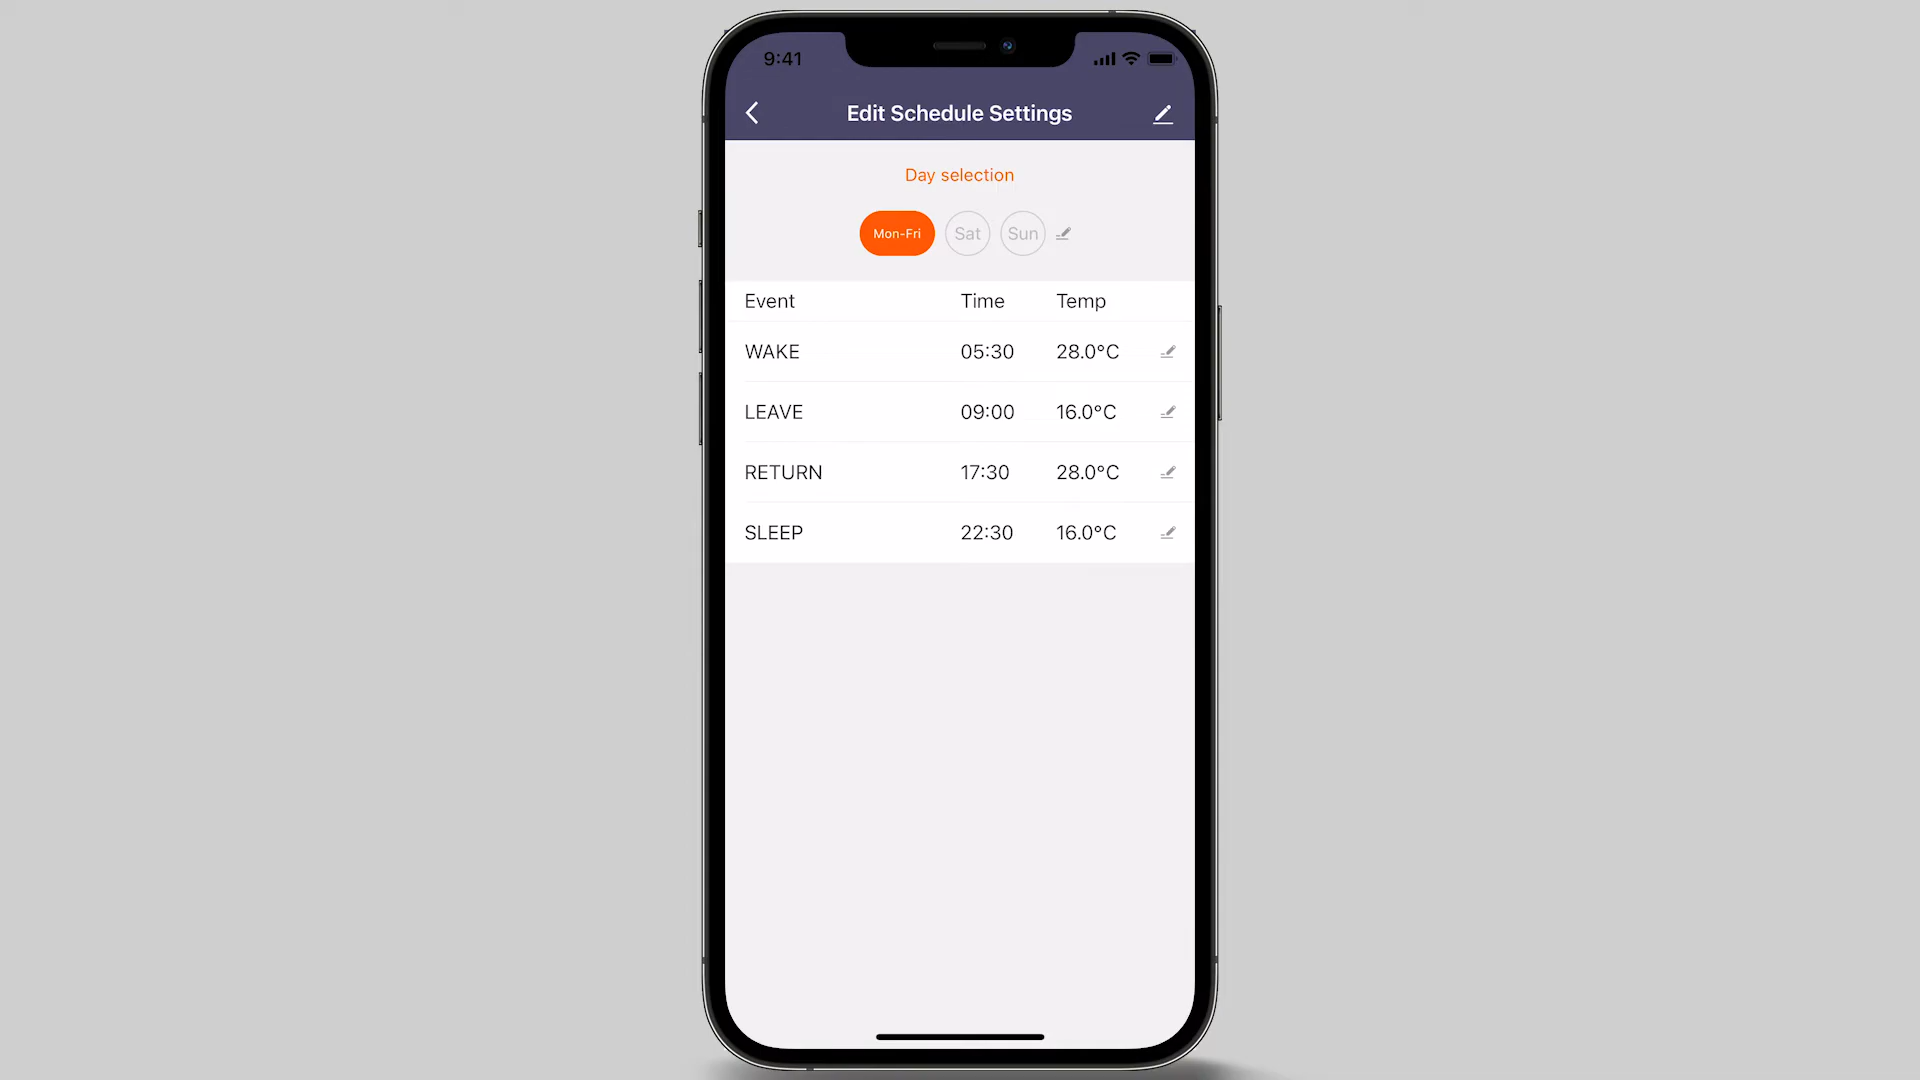 9:41
Edit Schedule Settings
Day selection
Mon-Fri Sat Sun
Event Time Temp
WAKE 05:30 28.0°C
LEAVE 09:00 16.0°C
RETURN 17:30 28.0°C
SLEEP 22:30 16.0°C